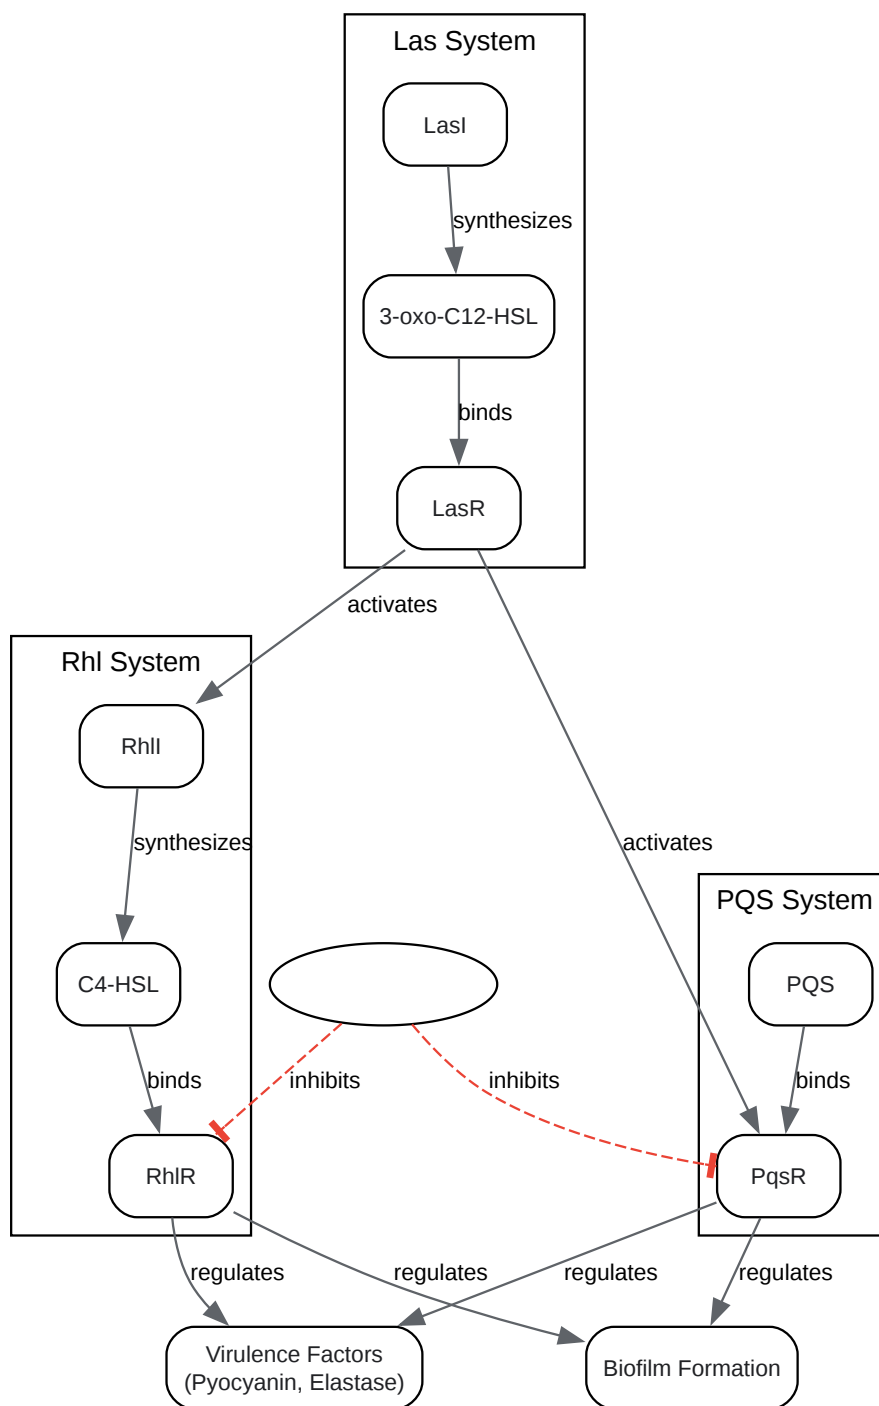 Las System
LasI
synthesizes
3-oxo-C12-HSL
binds
LasR
activates
Rhl System
RhlI
synthesizes
activates
PQS System
C4-HSL
PQS
binds
inhibits
inhibits
binds
RhlR
PqsR
regulates
regulates
regulates
regulates
Virulence Factors
(Pyocyanin, Elastase)
Biofilm Formation